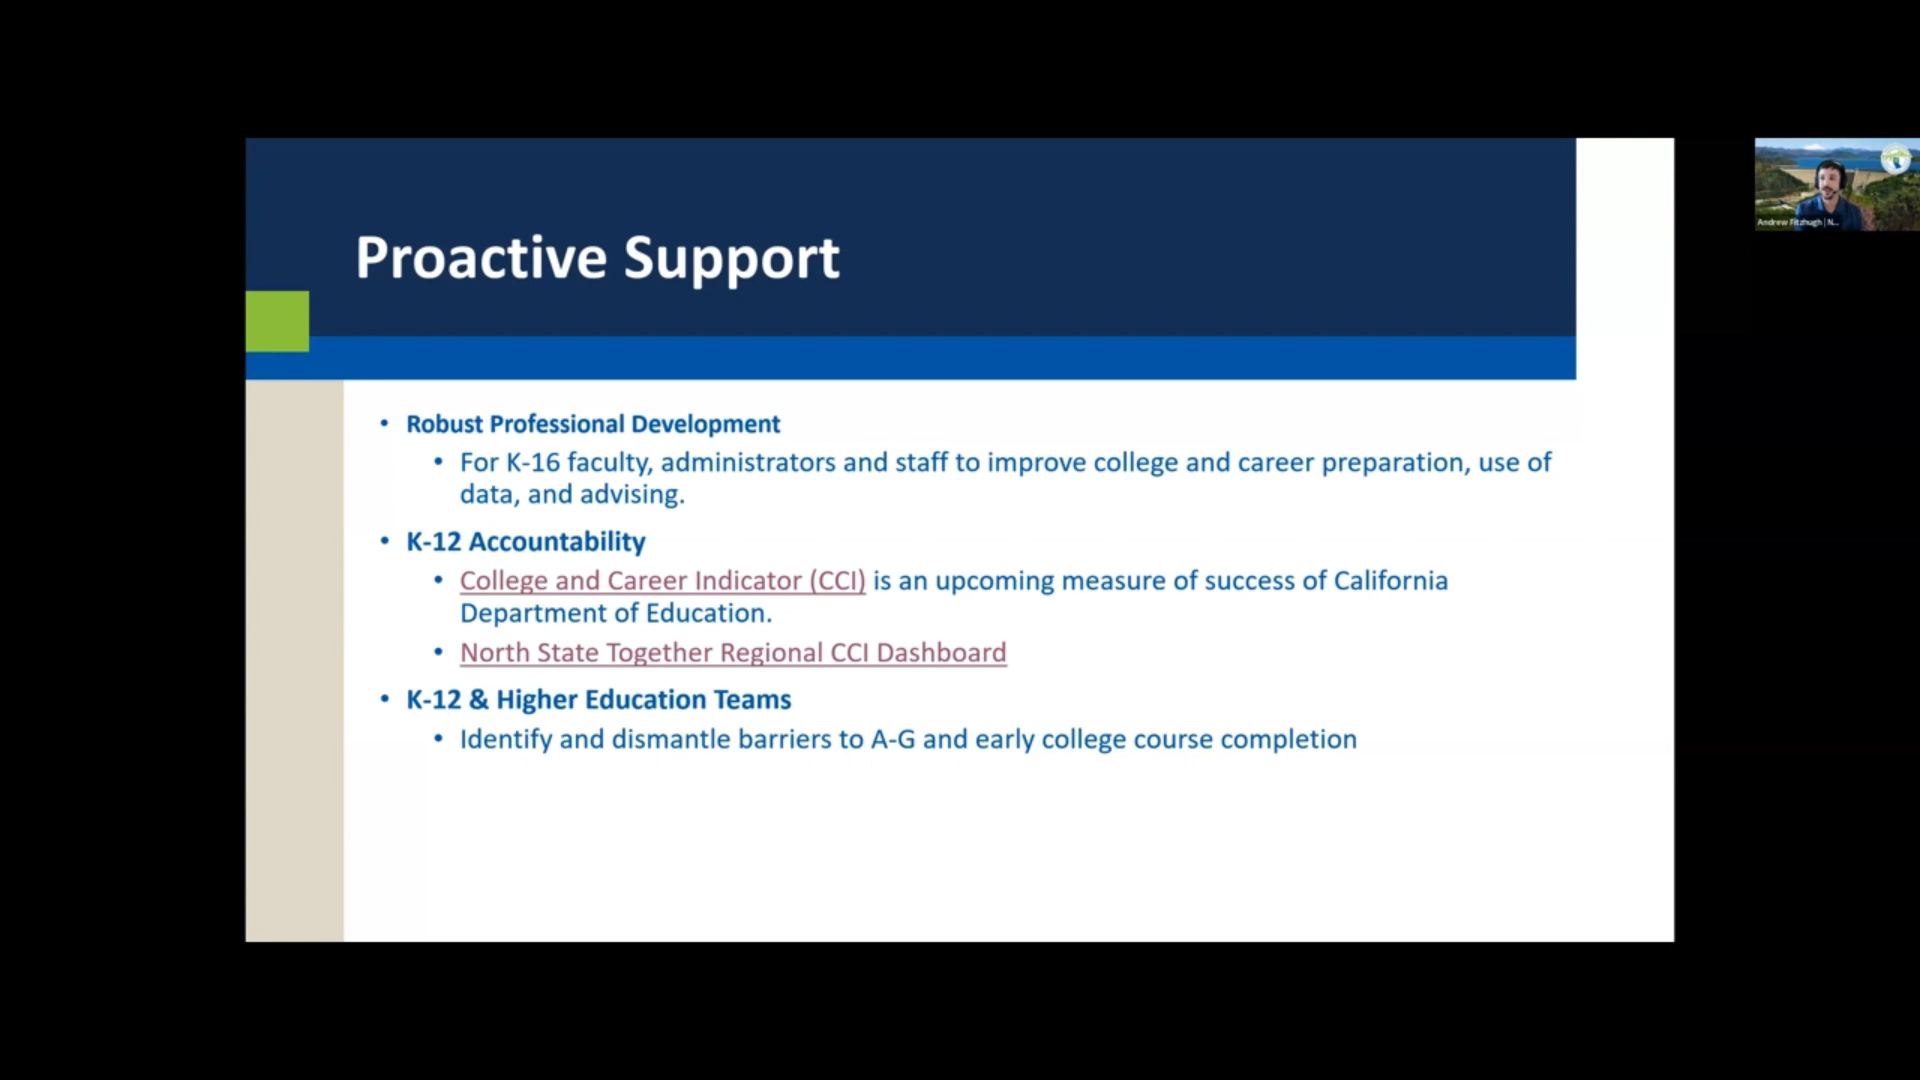 Proactive Support
• Robust Professional Development
• For K-16 faculty, administrators and staff to improve college and career preparation, use of
data, and advising.
• K-12 Accountability
• College and Career Indicator (CCI) is an upcoming measure of success of California
Department of Education.
• North State Together Regional CCI Dashboard
• K-12 & Higher Education Teams
• Identify and dismantle barriers to A-G and early college course completion
Andrew Fitzhugh | N...